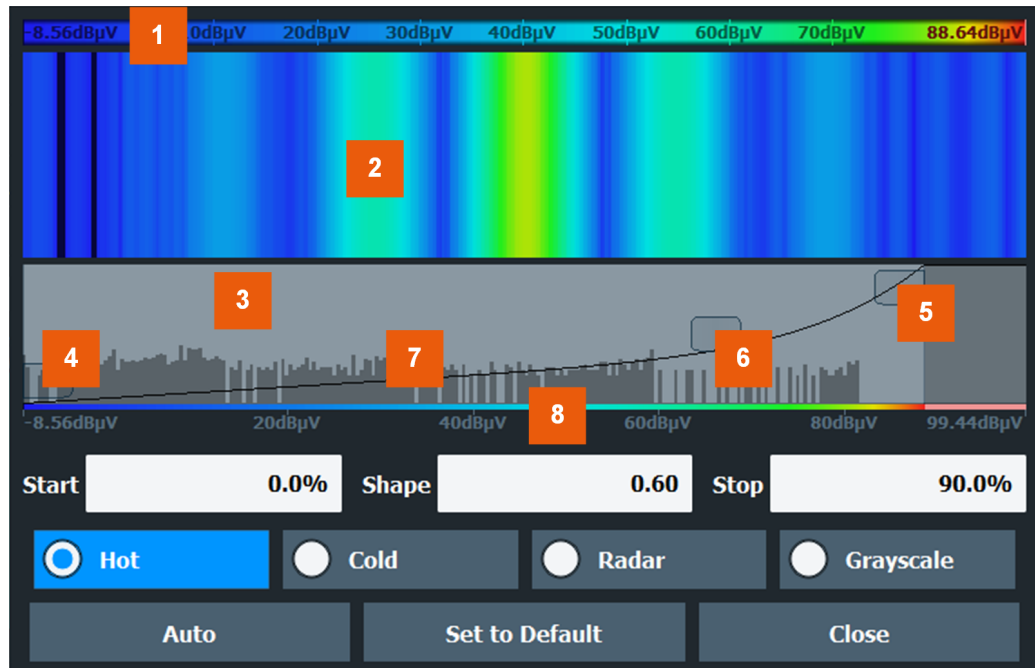 -8.56dBµV 1 0dBµV 20dBµV 30dBµV 40dBµV 50dBµV 60dBµV 70dBµV 88.64dBµV
2
3
5
4 7 6
8
-8.56dBµV 20dBµV 40dBµV 60dBµV 80dBµV 99.44dBµV
Start 0.0% Shape 0.60 Stop 90.0%
Hot Cold Radar Grayscale
Auto Set to Default Close